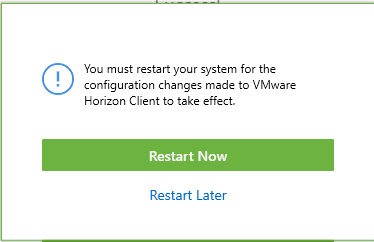 You must restart your system for the
configuration changes made to VMware
Horizon Client to take effect.
Restart Now
Restart Later